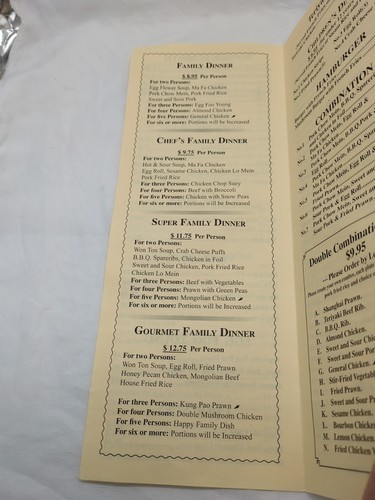 FAMILY DINNER
$ 8.95 Per Person
For two Persons:
Egg Flower Soup, Ma Fa Chicken
Pork Chow Mein, Pork Fried Rice
Sweet and Sour Pork
For three Persons: Egg Foo Young
For four Persons: Almond Chicken
For five Persons: General Chicken
For six or more: Portions will be Increased
CHEF'S FAMILY DINNER
$ 9.75 Per Person
For two Persons:
Hot & Sour Soup, Ma Fa Chicken
Egg Roll, Sesame Chicken, Chicken Lo Mein
Pork Fried Rice
For three Persons: Chicken Chop Suey
For four Persons: Beef with Broccoli
For five Persons: Chicken with Snow Peas
For six or more: Portions will be Increased
SUPER FAMILY DINNER
$ 11.75 Per Person
For two Persons:
Won Ton Soup, Crab Cheese Puffs
B.B.Q. Spareribs, Chicken in Foil
Sweet and Sour Chicken, Pork Fried Rice
Chicken Lo Mein
For three Persons: Beef with Vegetables
For four Persons: Prawn with Green Peas
For five Persons: Mongolian Chicken
For six or more: Portions will be Increased
GOURMET FAMILY DINNER
$ 12.75 Per Person
For two Persons:
Won Ton Soup, Egg Roll, Fried Prawn
Honey Pecan Chicken, Mongolian Beef
House Fried Rice
For three Persons: Kung Pao Prawn
For four Persons: Double Mushroom Chicken
For five Persons: Happy Family Dish
For six or more: Portions will be Increased
HAMBURGER
COMBINATION
Double Combinati
$9.95
— Please Order by
A. Shanghai Prawn.
B. Teriyaki Beef Rib.
C. B.B.Q. Rib.
D. Almond Chicken.
E. Sweet and Sour Chic
F. Sweet and Sour Por
G. General Chicken
H. Stir-Fried Vegetabl
I. Fried Prawn.
J. Sweet and Sour P
K. Sesame Chicken.
L. Bourbon Chicken
M. Lemon Chicken
N. Fried Chicken W